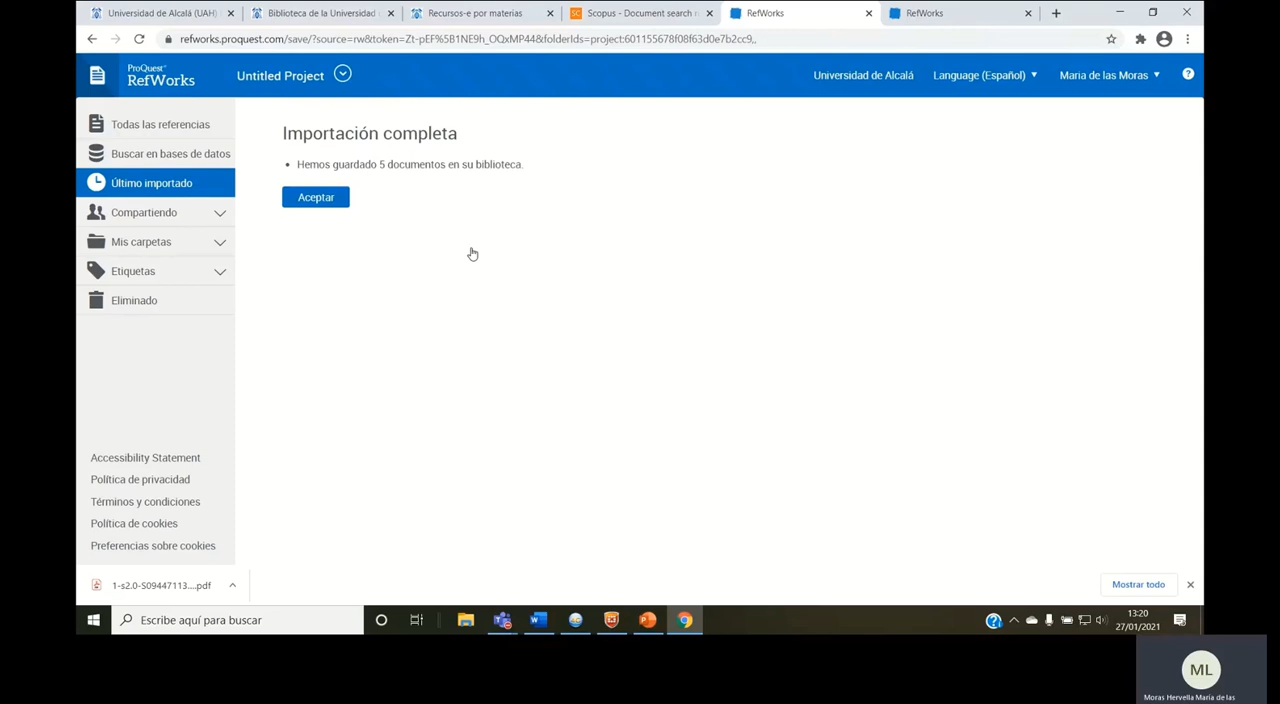 Universidad de Alcalá (UAH)
Biblioteca de la Universidad
Recursos-e por materias
Scopus - Document search r
RefWorks
RefWorks
refworks.proquest.com/save/?source=rw&token=Zt-pEF%5B1NE9h_OQxMP44&folderIds=project:601155678f08f63d0e7b2cc9,,
ProQuest
RefWorks
Untitled Project
Universidad de Alcalá
Language (Español)
Maria de las Moras
Todas las referencias
Buscar en bases de datos
Último importado
Compartiendo
Mis carpetas
Etiquetas
Eliminado
Importación completa
Hemos guardado 5 documentos en su biblioteca.
Aceptar
Accessibility Statement
Política de privacidad
Términos y condiciones
Política de cookies
Preferencias sobre cookies
1-s2.0-S09447113....pdf
Mostrar todo
Escribe aquí para buscar
13:20
27/01/2021
ML
Moras Hervella Maria de las